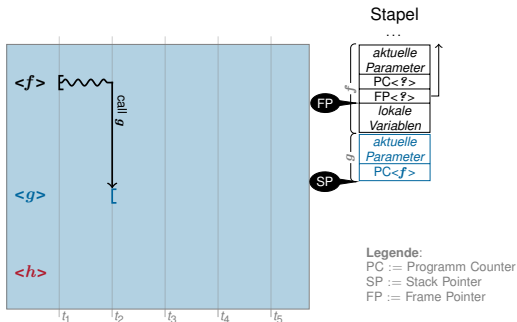 Stapel
...
aktuelle
Parameter
PC<?>
FP<?>
lokale
Variablen
aktuelle
Parameter
PC<f>
f
g
FP
SP
<f>
call g
<g>
<h>
t1 t2 t3 t4 t5
Legende:
PC := Programm Counter
SP := Stack Pointer
FP := Frame Pointer